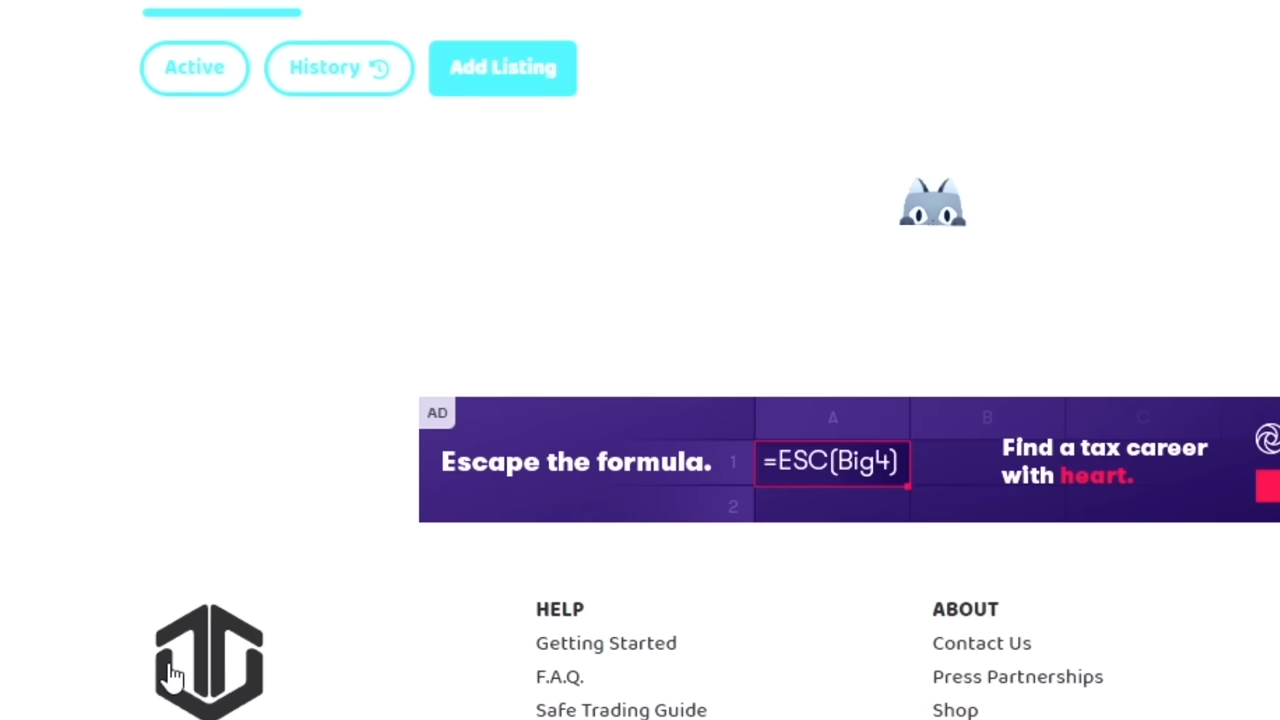 Active
History
Add Listing
AD
A
B
C
Escape the formula.
1
=ESC(Big4)
Find a tax career
with heart.
2
HELP
Getting Started
F.A.Q.
Safe Trading Guide
ABOUT
Contact Us
Press Partnerships
Shop